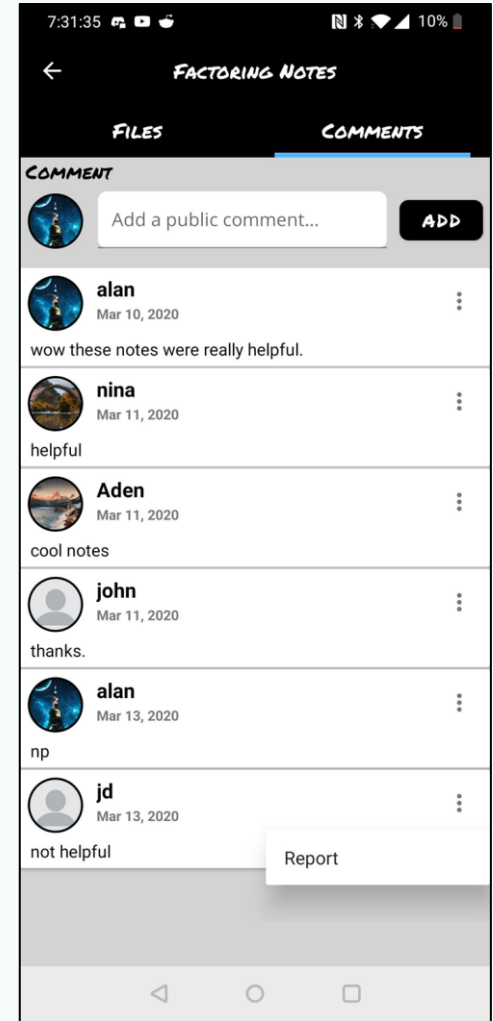 7:31:35 10%
Factoring Notes
Files Comments
Comment
Add a public comment... ADD
alan
Mar 10, 2020
wow these notes were really helpful.
nina
Mar 11, 2020
helpful
Aden
Mar 11, 2020
cool notes
john
Mar 11, 2020
thanks.
alan
Mar 13, 2020
np
jd
Mar 13, 2020
not helpful
Report